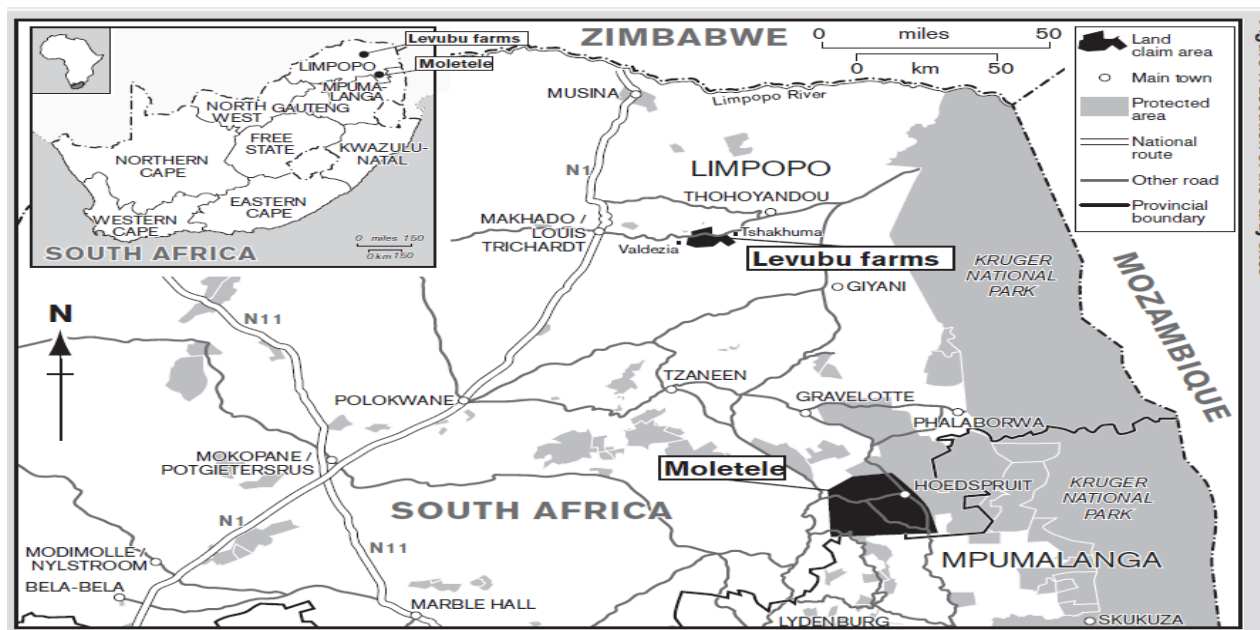 Levubu farms
LIMPOPO
Moletele
MPUMA-
LANGA
NORTH
WEST
GAUTENG
FREE
STATE
KWAZULU-
NATAL
NORTHERN
CAPE
EASTERN
CAPE
WESTERN
CAPE
SOUTH AFRICA
0 miles 150
0 km 150
ZIMBABWE
0 miles 50
0 km 50
Land
claim area
Main town
Protected
area
National
route
Other road
Provincial
boundary
MUSINA
Limpopo River
N1
LIMPOPO
THOHOYANDOU
MAKHADO /
LOUIS
TRICHARDT
Valdezia
Tshakhuma
Levubu farms
KRUGER
NATIONAL
PARK
GIYANI
MOZAMBIQUE
N
N11
N1
TZANEEN
POLOKWANE
GRAVELOTTE
PHALABORWA
MOKOPANE /
POTGIETERSRUS
Moletele
HOEDSPRUIT
KRUGER
NATIONAL
PARK
SOUTH AFRICA
N1
N11
MODIMOLLE /
NYLSTROOM
MPUMALANGA
BELA-BELA
MARBLE HALL
LYDENBURG
SKUKUZA